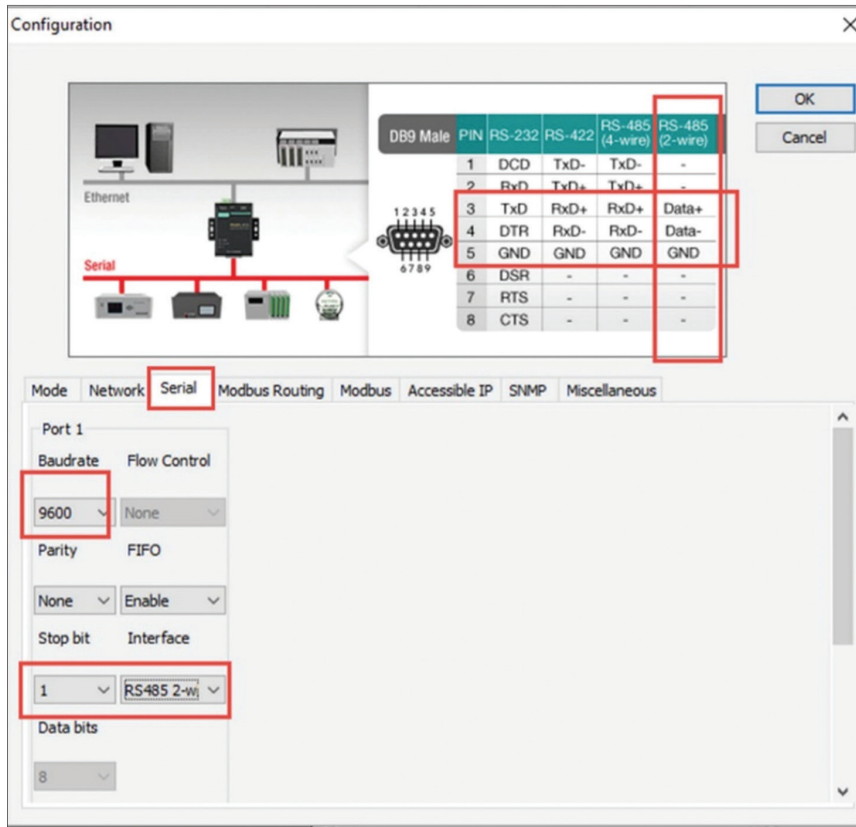 Configuration
OK
Cancel
Ethernet
Serial
DB9 Male PIN RS-232 RS-422 RS-485 (4-wire) RS-485 (2-wire)
1 DCD TxD- TxD- -
2 RxD TxD+ TxD+ -
3 TxD RxD+ RxD+ Data+
4 DTR RxD- RxD- Data-
5 GND GND GND GND
6 DSR - - -
7 RTS - - -
8 CTS - - -
1 2 3 4 5
6 7 8 9
Mode Network Serial Modbus Routing Modbus Accessible IP SNMP Miscellaneous
Port 1
Baudrate Flow Control
9600 None
Parity FIFO
None Enable
Stop bit Interface
1 RS485 2-wi
Data bits
8